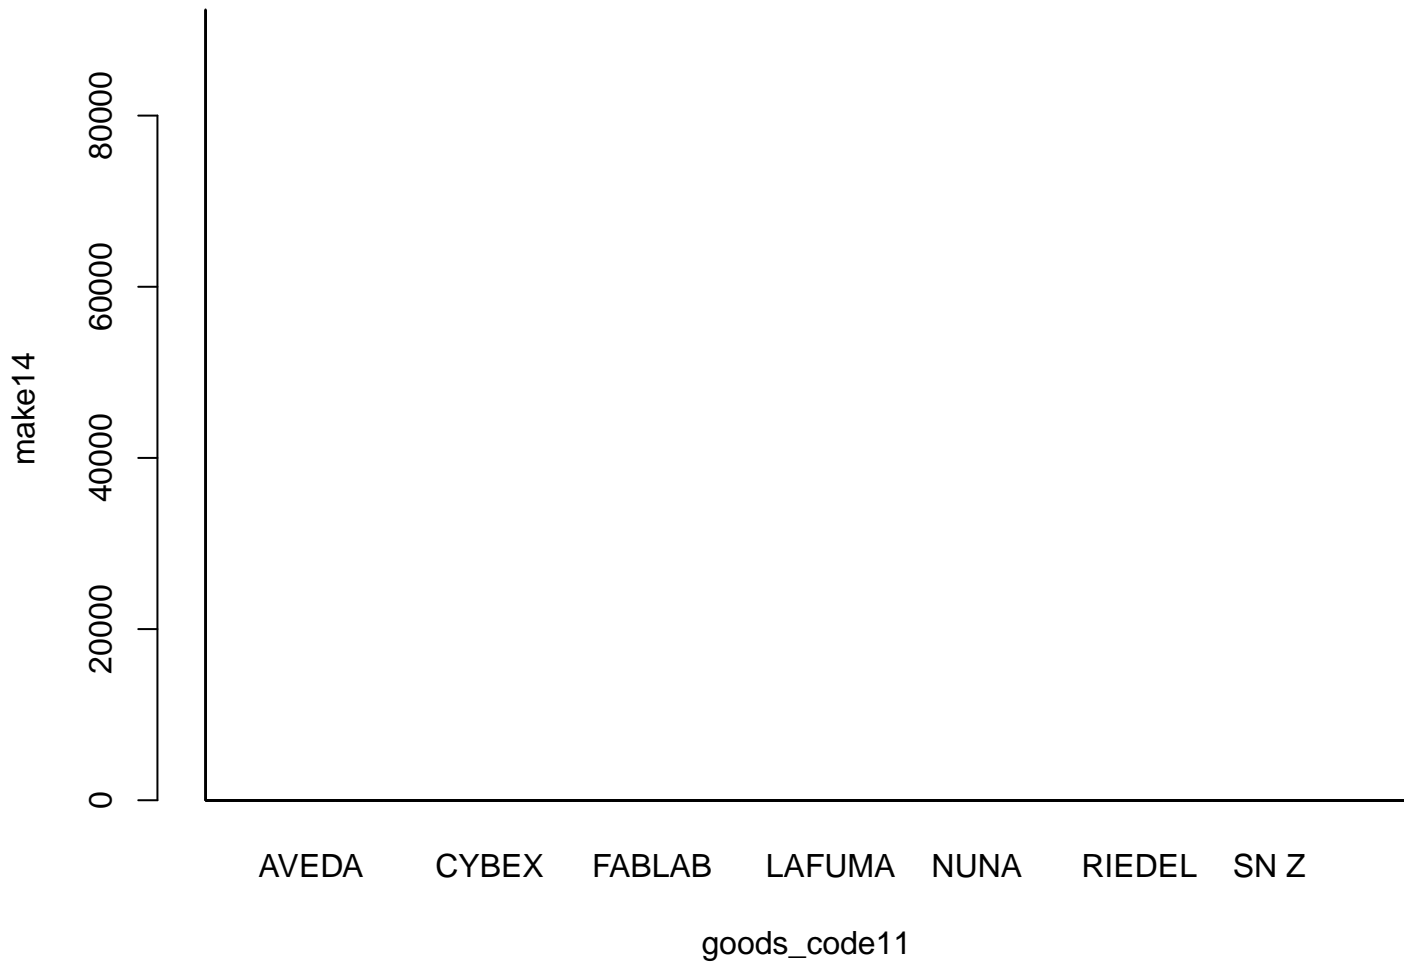 80000
60000
40000
20000
0
make14
AVEDA CYBEX FABLAB LAFUMA NUNA RIEDEL SN Z
goods_code11